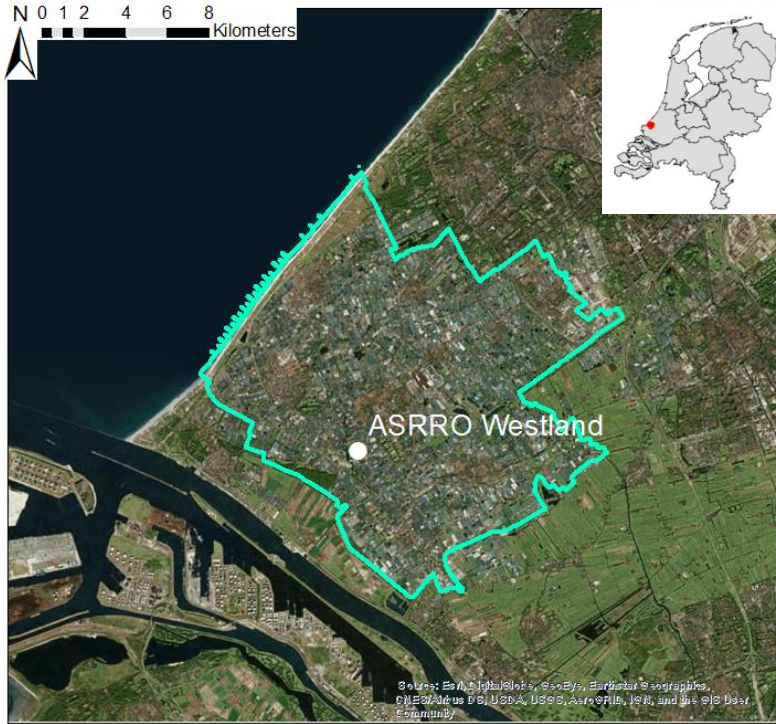 N
0 1 2 4 6 8
Kilometers
ASRRO Westland
Source: Esri, DigitalGlobe, GeoEye, Earthstar Geographics,
CNES/Airbus DS, USDA, USGS, AeroGRID, IGN, and the GIS User
Community